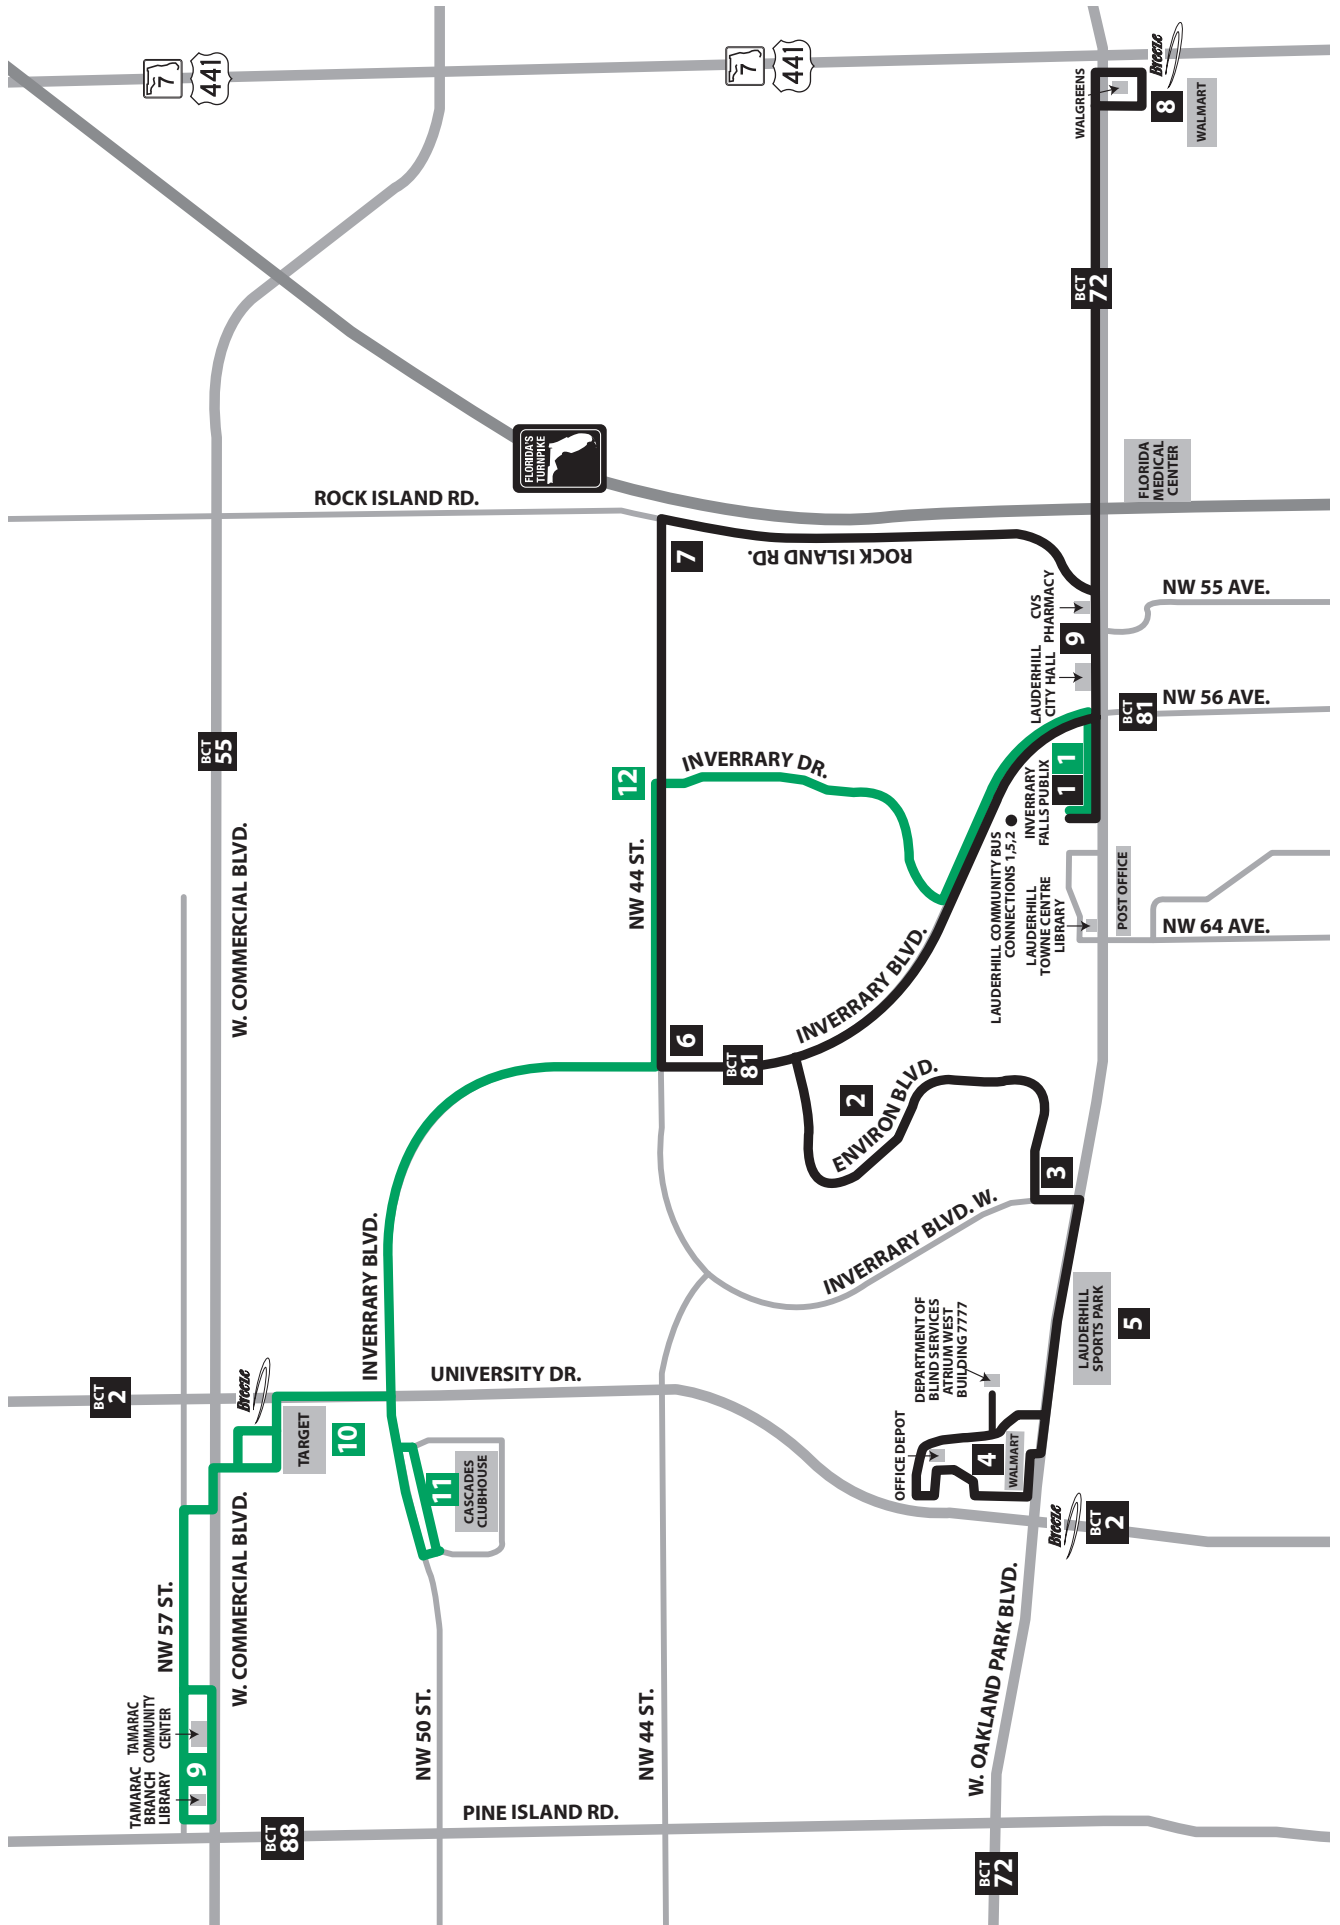 7
441
7
441
Breeze
WALGREENS
8
WALMART
BCT
72
FLORIDA'S
TURNPIKE
FLORIDA
MEDICAL
CENTER
ROCK ISLAND RD.
ROCK ISLAND RD.
7
CVS
PHARMACY
NW 55 AVE.
9
LAUDERHILL
CITY HALL
NW 56 AVE.
BCT
81
BCT
55
W. COMMERCIAL BLVD.
12
INVERRARY DR.
1
1
INVERRARY
FALLS PUBLIX
LAUDERHILL COMMUNITY BUS
CONNECTIONS 1,5,2
LAUDERHILL
TOWNE CENTRE
LIBRARY
POST OFFICE
NW 64 AVE.
NW 44 ST.
INVERRARY BLVD.
6
BCT
81
2
ENVIRON BLVD.
3
INVERRARY BLVD. W.
INVERRARY BLVD.
LAUDERHILL
SPORTS PARK
5
DEPARTMENT OF
BLIND SERVICES
ATRIUM WEST
BUILDING 7777
UNIVERSITY DR.
BCT
2
Breeze
TARGET
10
OFFICE DEPOT
4
WALMART
11
CASCADES
CLUBHOUSE
Breeze
BCT
2
NW 57 ST.
W. COMMERCIAL BLVD.
W. OAKLAND PARK BLVD.
NW 50 ST.
NW 44 ST.
TAMARAC
COMMUNITY
CENTER
TAMARAC
BRANCH
LIBRARY
9
PINE ISLAND RD.
BCT
88
BCT
72